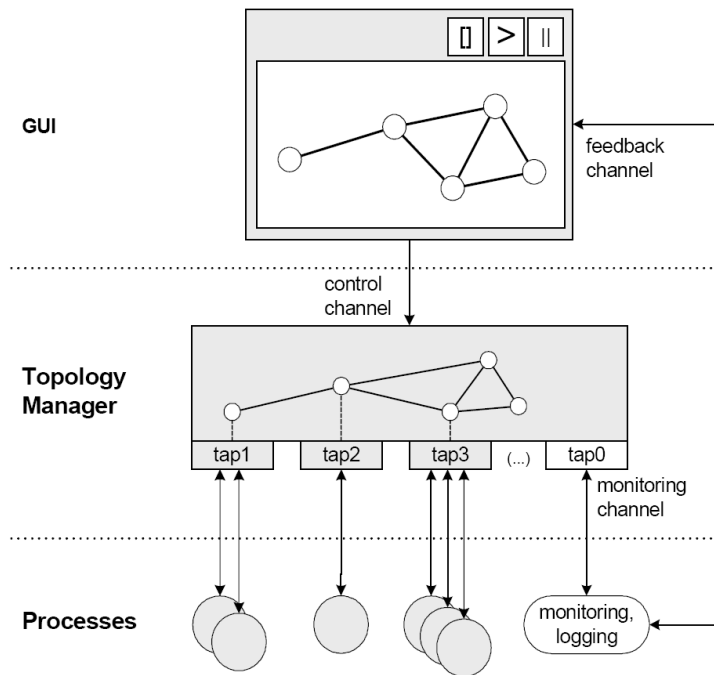 [] > ||
GUI
feedback
channel
control
channel
Topology
Manager
tap1 tap2 tap3 (...) tap0
monitoring
channel
Processes
monitoring,
logging